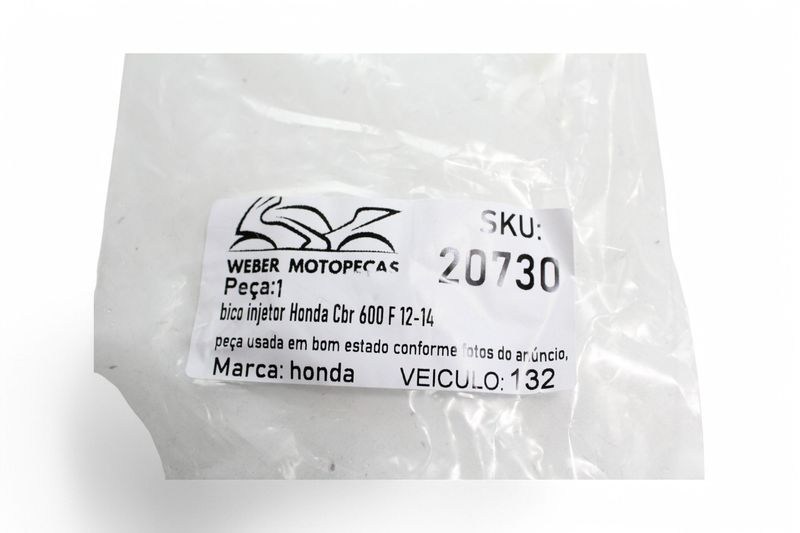 WEBER MOTOPEÇAS
SKU:
20730
Peça:1
bico injetor Honda Cbr 600 F 12-14
peça usada em bom estado conforme fotos do anúncio,
Marca: honda VEICULO: 132